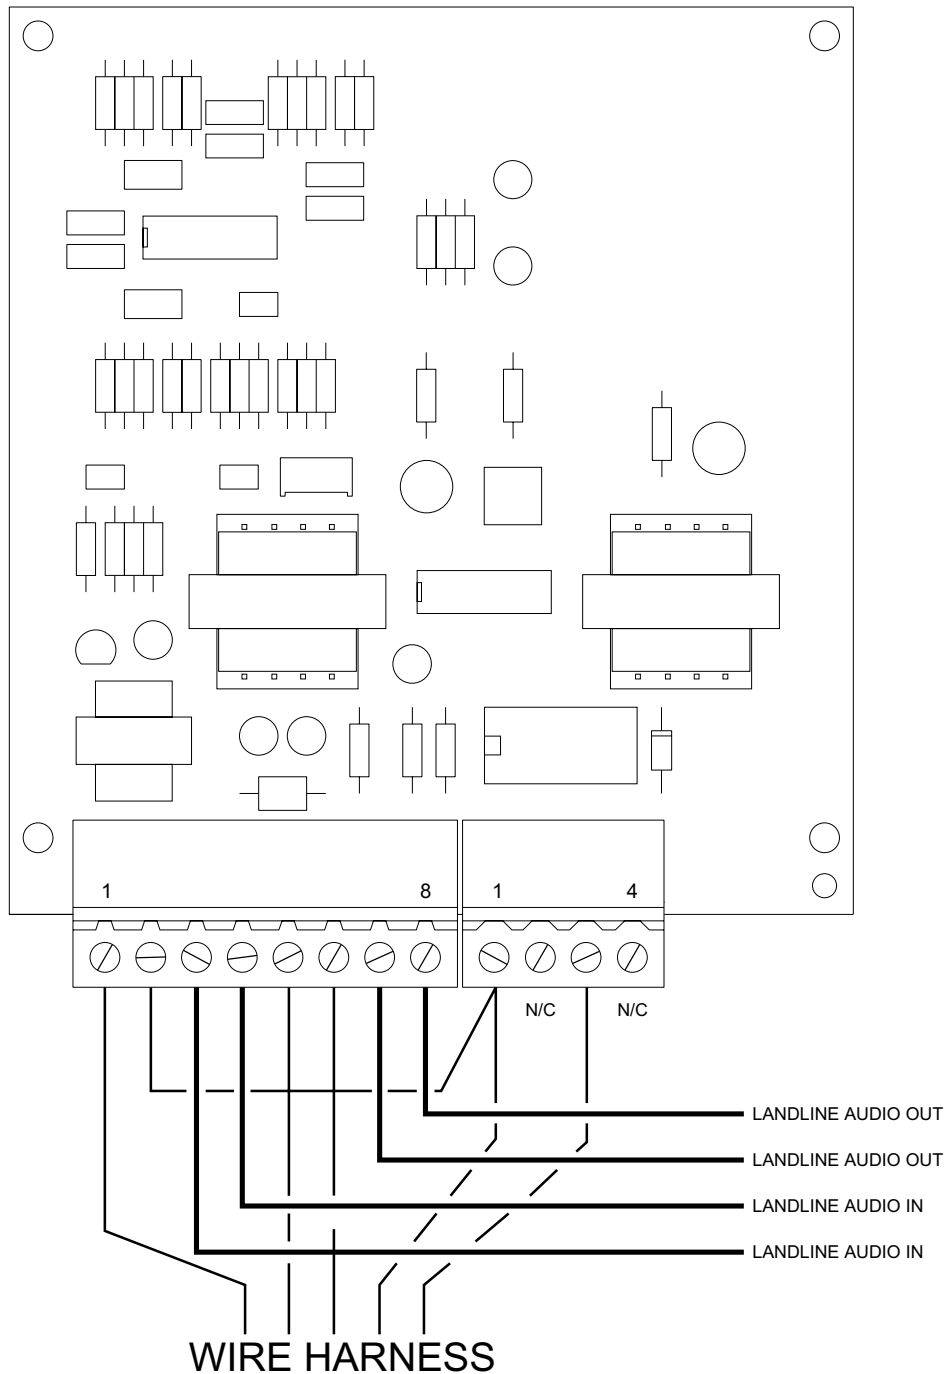 1 8 1 4
N/C N/C
LANDLINE AUDIO OUT
LANDLINE AUDIO OUT
LANDLINE AUDIO IN
LANDLINE AUDIO IN
WIRE HARNESS